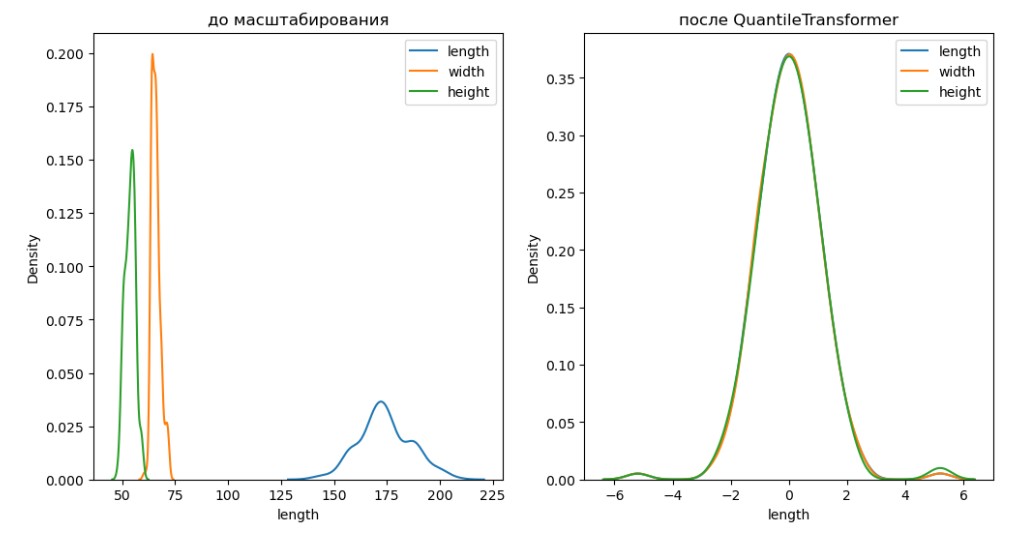 до масштабирования
0.200
0.175
0.150
0.125
0.100
0.075
0.050
0.025
0.000
Density
50 75 100 125 150 175 200 225
length
length
width
height
после QuantileTransformer
0.35
0.30
0.25
0.20
0.15
0.10
0.05
0.00
Density
−6 −4 −2 0 2 4 6
length
length
width
height